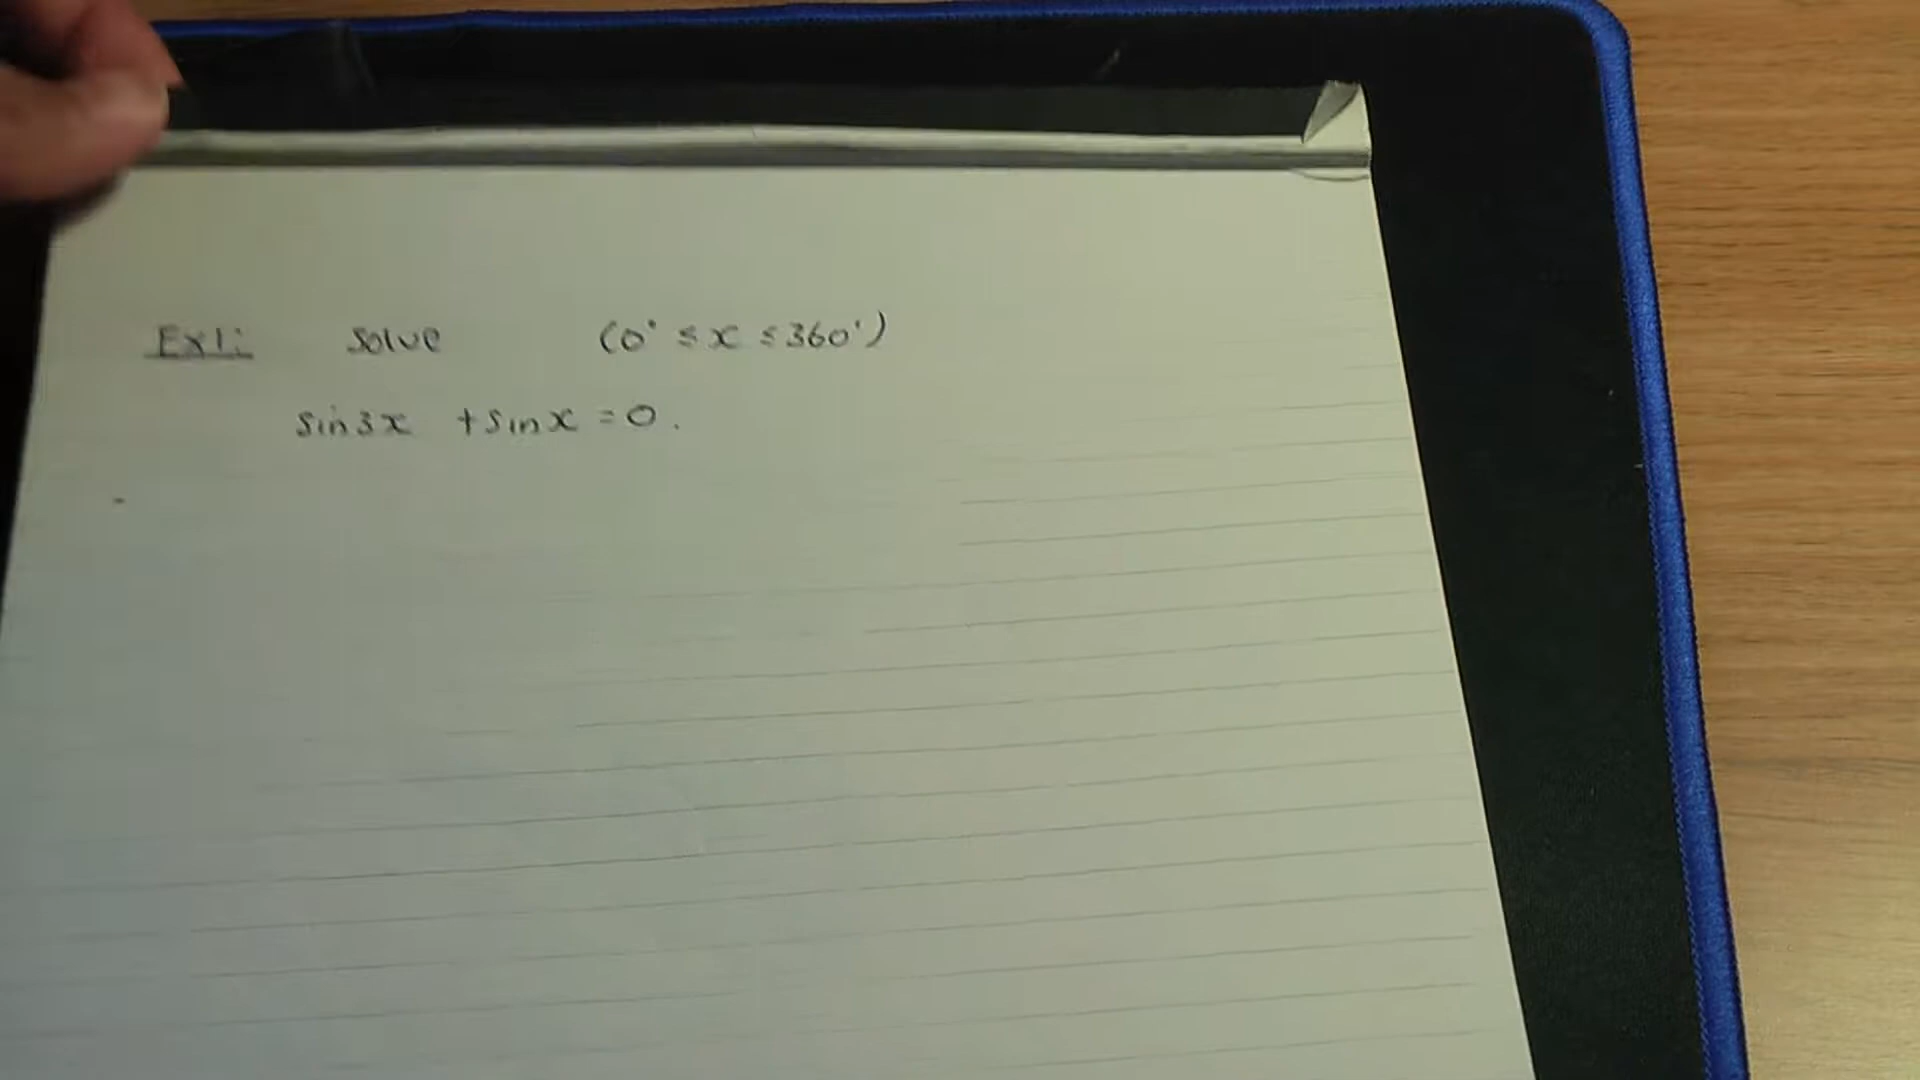 Ex1: Solve (0° ≤ x ≤ 360°)
sin3x + sinx = 0.